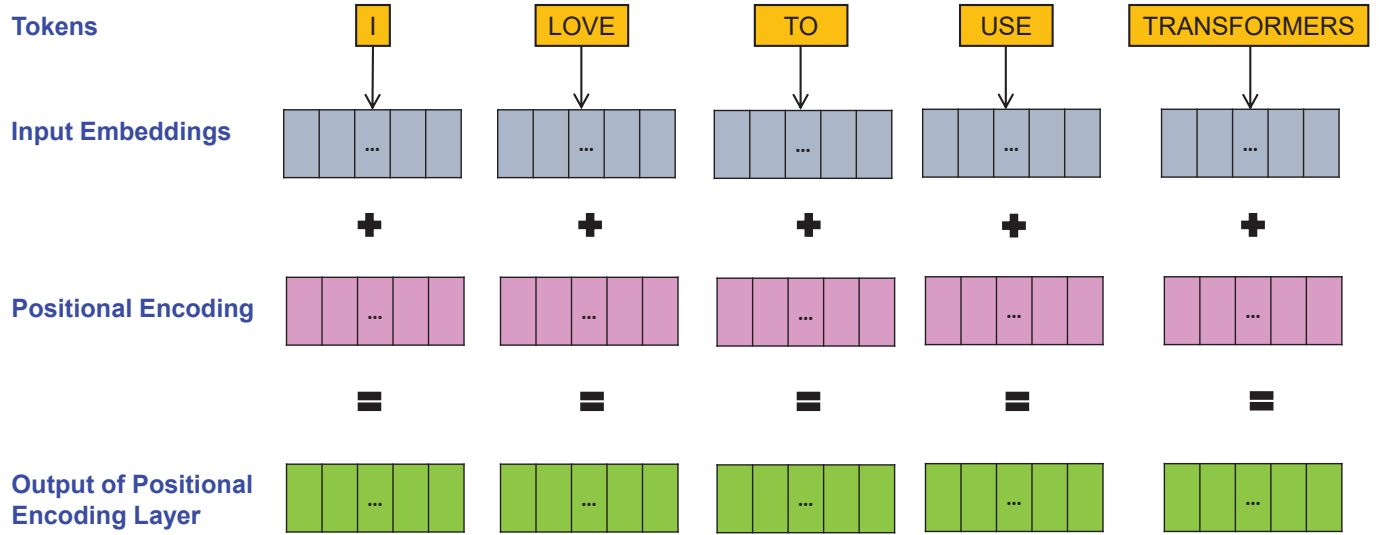 Tokens I LOVE TO USE TRANSFORMERS
Input Embeddings ... ... ... ... ...
+ + + + +
Positional Encoding ... ... ... ... ...
= = = = =
Output of Positional
Encoding Layer ... ... ... ... ...